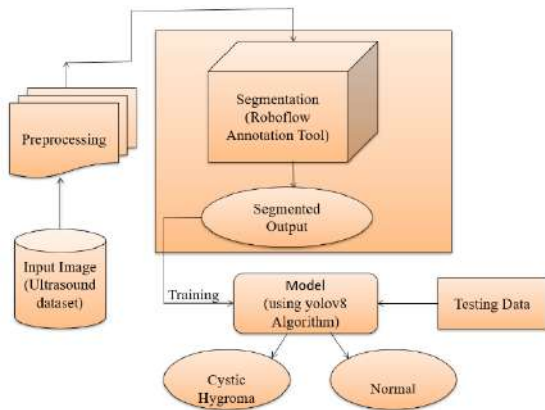 Segmentation
(Roboflow
Annotation Tool)
Preprocessing
Segmented
Output
Input Image
(Ultrasound
dataset)
Training
Model
(using yolov8
Algorithm)
Testing Data
Cystic
Hygroma
Normal